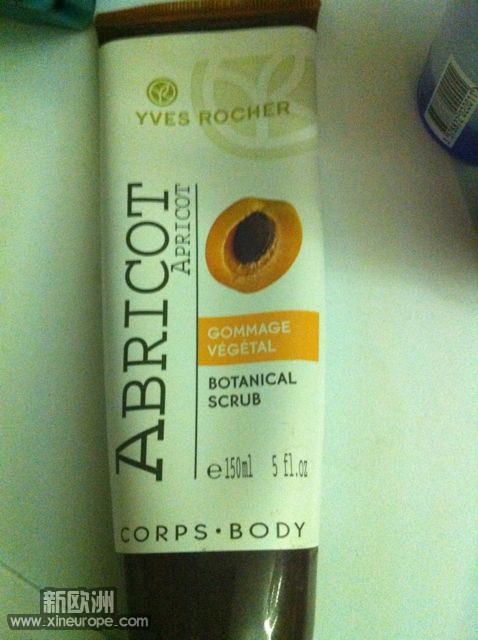 YVES ROCHER
ABRICOT
APRICOT
GOMMAGE
VÉGÉTAL
BOTANICAL
SCRUB
e150ml 5 fl.oz
CORPS • BODY
新欧洲
www.xineurope.com